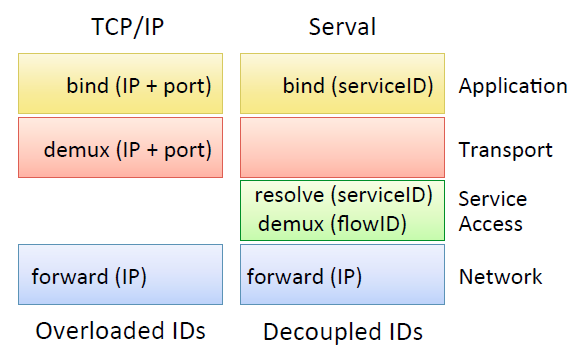 TCP/IP Serval
bind (IP + port) bind (serviceID) Application
demux (IP + port) Transport
resolve (serviceID) Service
demux (flowID) Access
forward (IP) forward (IP) Network
Overloaded IDs Decoupled IDs